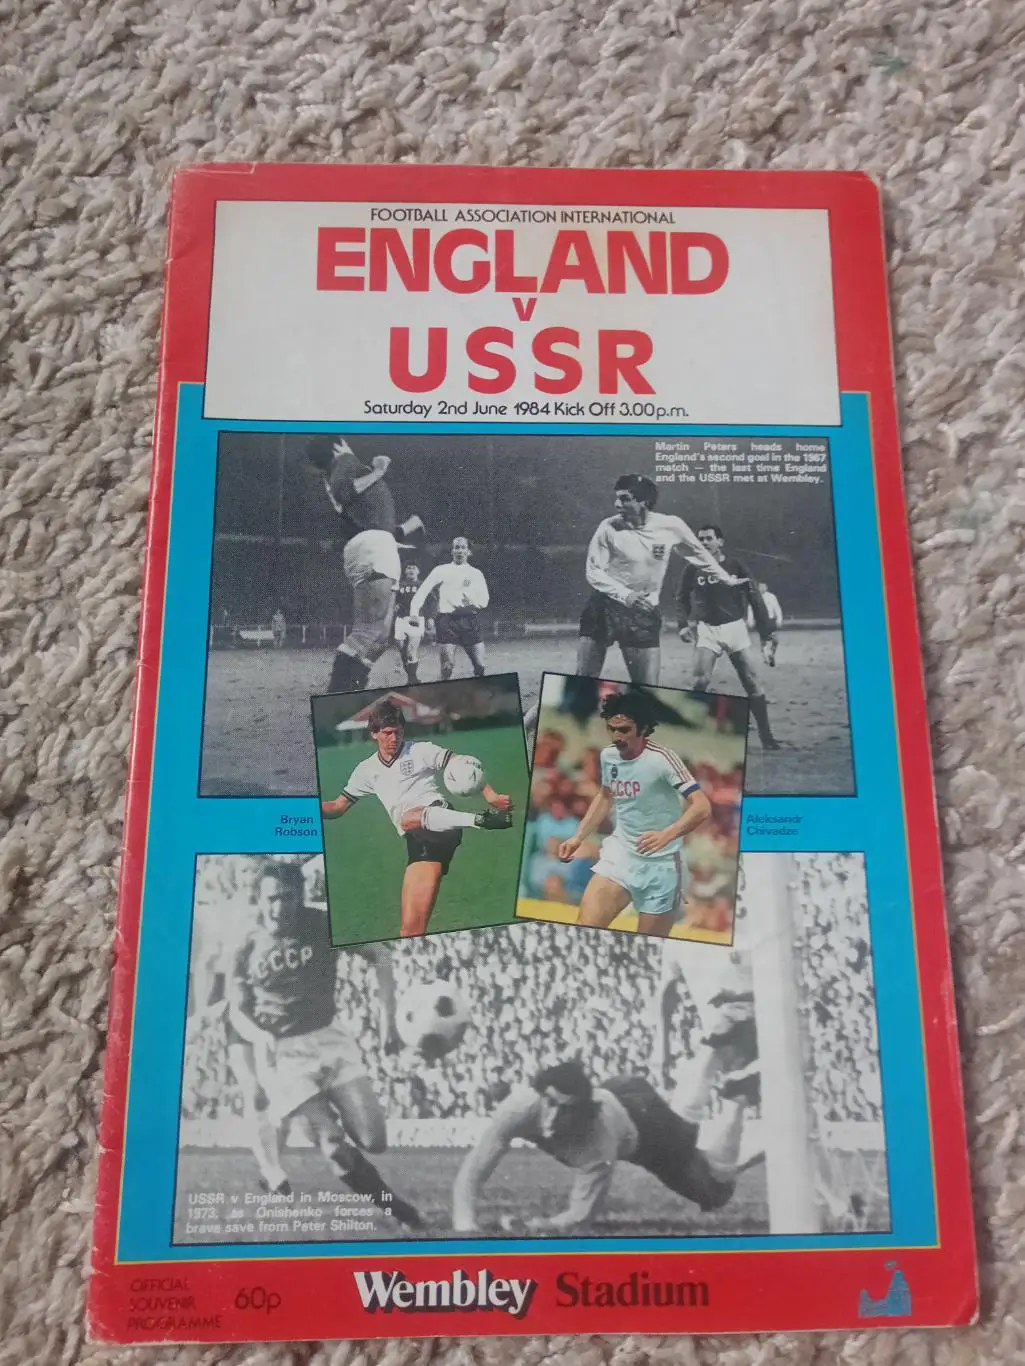 FOOTBALL ASSOCIATION INTERNATIONAL
ENGLAND
v
USSR
Saturday 2nd June 1984 Kick Off 3.00p.m.
Martin Peters heads home
England's second goal in the 1967
match – the last time England
and the USSR met at Wembley.
CC
CCCP
Bryan
Robson
Aleksandr
Chivadze
CCCP
USSR v England in Moscow, in
1973, as Onishenko forces a
brave save from Peter Shilton.
OFFICIAL
SOUVENIR
PROGRAMME
60p
Wembley Stadium